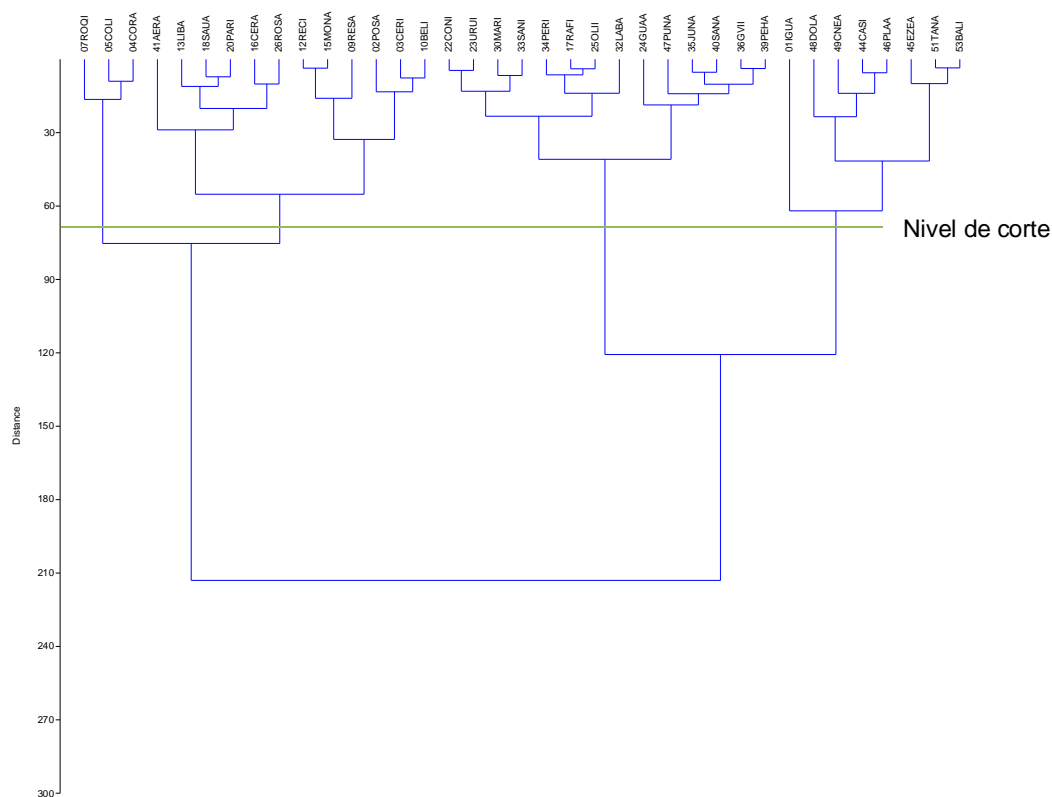 07ROQI
05COLI
04CORA
41AERA
13LIBA
18SAUA
20PARI
16CERA
26ROSA
12RECI
15MONA
09RESA
02POSA
03CERI
10BELI
22CONI
23URUI
30MARI
33SANI
34PERI
17RAFI
25OLII
32LABA
24GUAA
47PUNA
35JUNA
40SANA
36GVII
39PEHA
01IGUA
48DOLA
49CNEA
44CASI
46PLAA
45EZEA
51TANA
53BALI
30
60
Nivel de corte
90
120
150
Distance
180
210
240
270
300